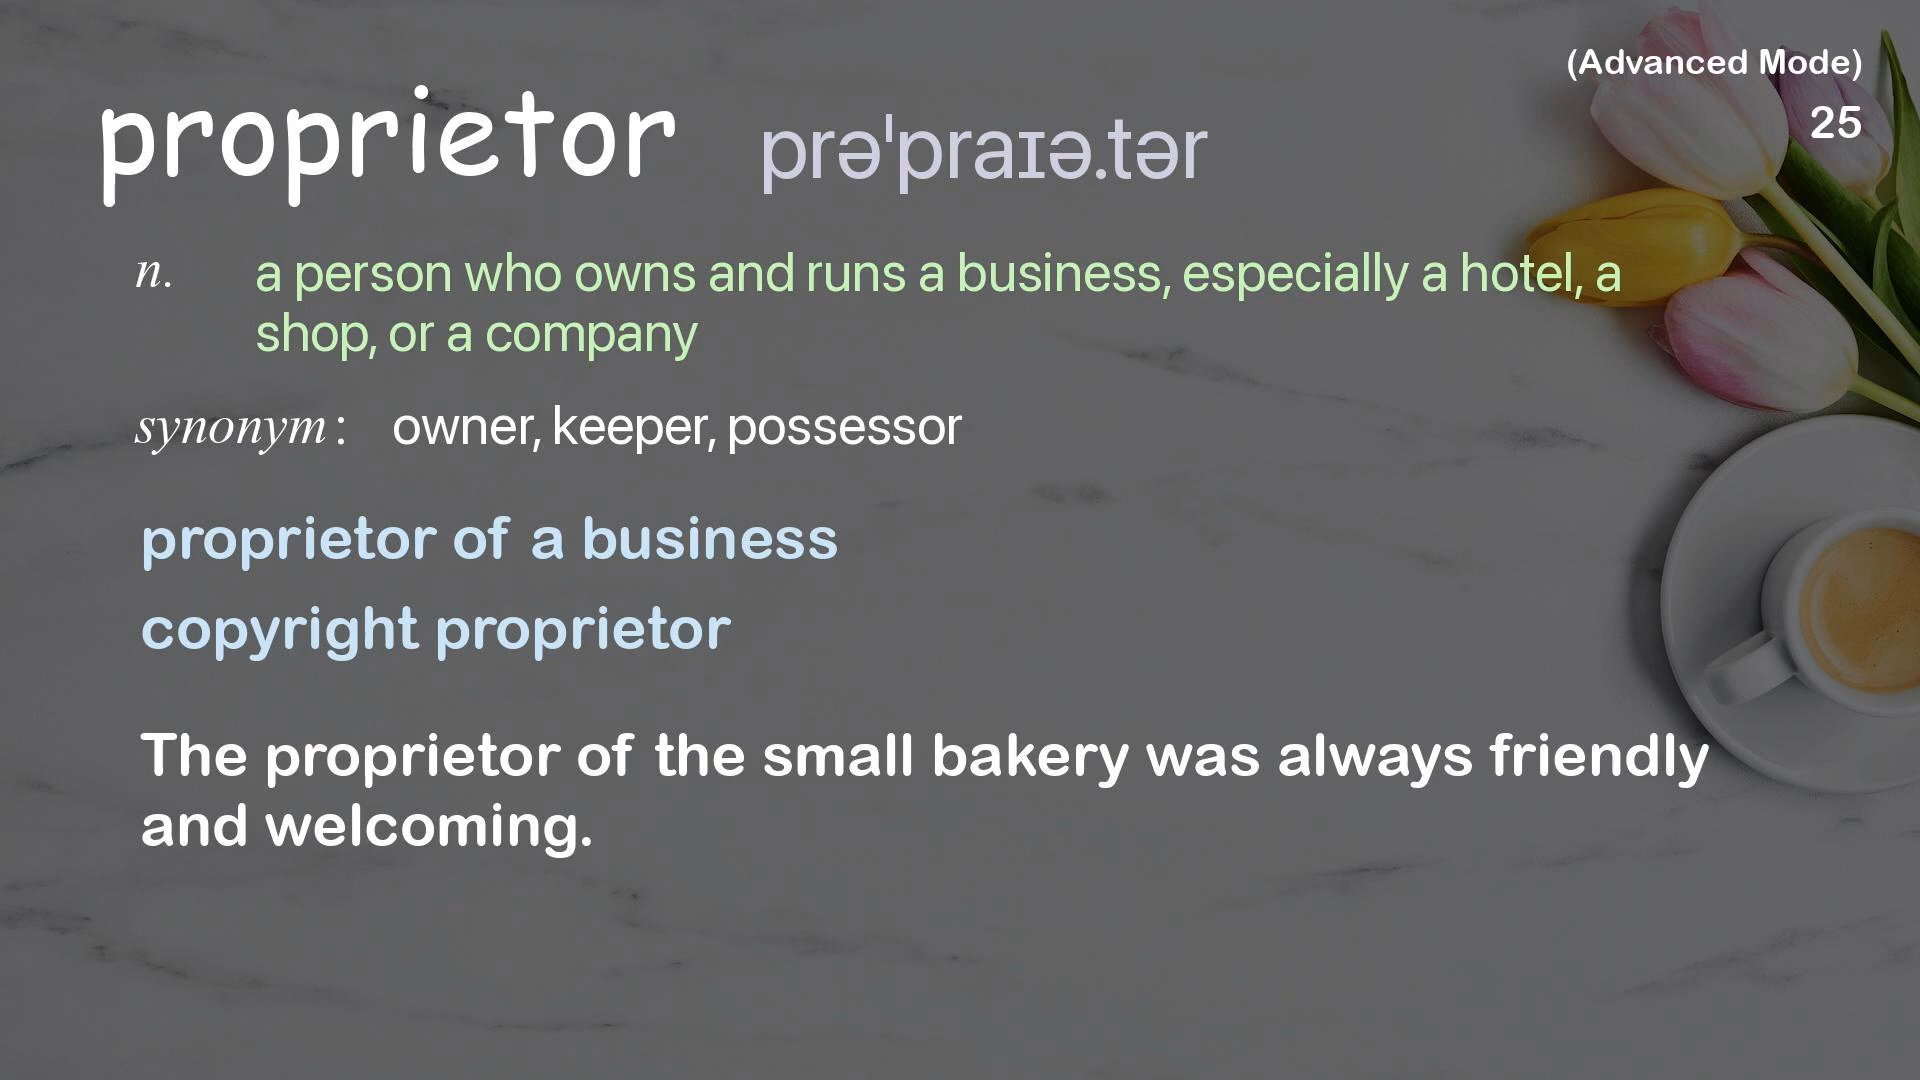 (Advanced Mode)
25
proprietor prəˈpraɪə.tər
n. a person who owns and runs a business, especially a hotel, a
shop, or a company
synonym : owner, keeper, possessor
proprietor of a business
copyright proprietor
The proprietor of the small bakery was always friendly
and welcoming.